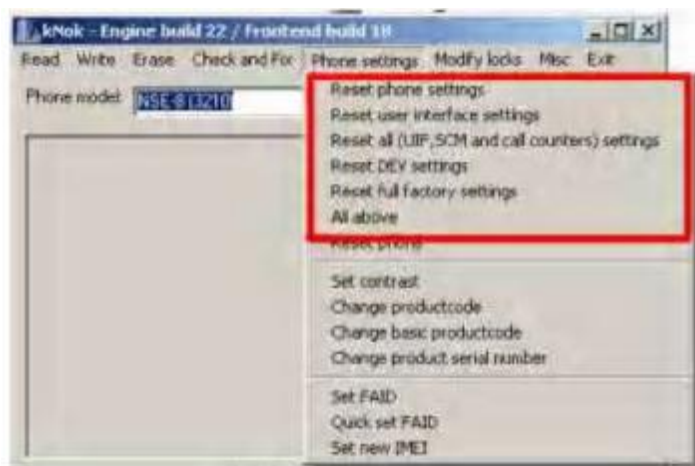 kNok - Engine build 22 / Frontend build 18
Read Write Erase Check and Fix Phone settings Modify locks Misc Exit
Phone model: NSE-8 (3210)
Reset phone settings
Reset user interface settings
Reset all (UIF,SCM and call counters) settings
Reset DEV settings
Reset full factory settings
All above
Reset phone
Set contrast
Change productcode
Change basic productcode
Change product serial number
Set FAID
Quick set FAID
Set new IMEI